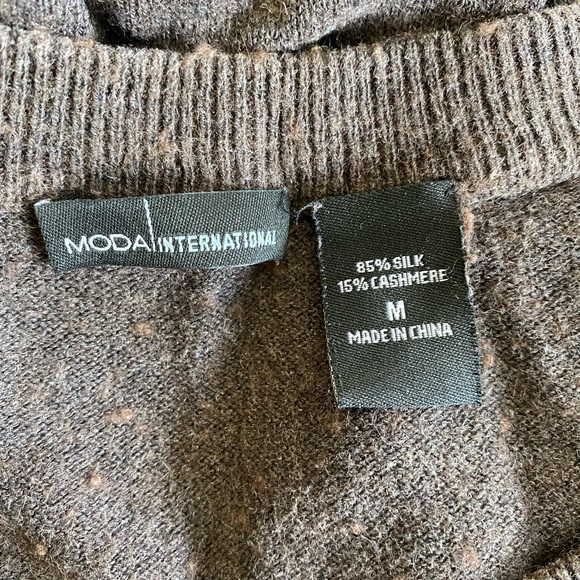 MODA INTERNATIONAL
85% SILK
15% CASHMERE
M
MADE IN CHINA